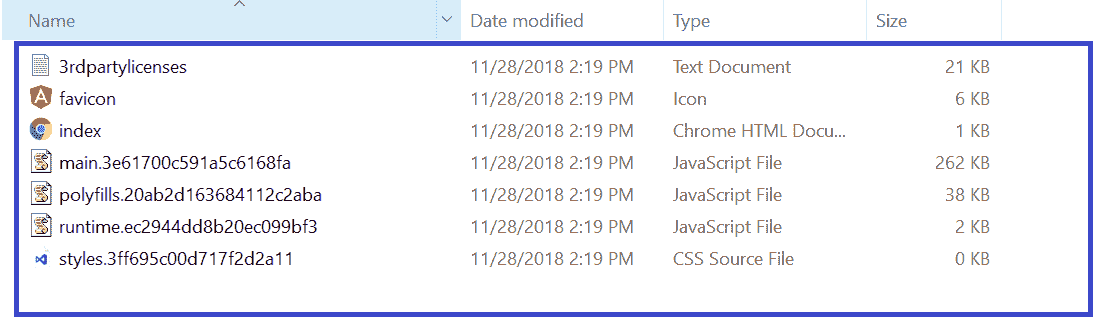 Name Date modified Type Size
3rdpartylicenses 11/28/2018 2:19 PM Text Document 21 KB
favicon 11/28/2018 2:19 PM Icon 6 KB
index 11/28/2018 2:19 PM Chrome HTML Docu... 1 KB
main.3e61700c591a5c6168fa 11/28/2018 2:19 PM JavaScript File 262 KB
polyfills.20ab2d163684112c2aba 11/28/2018 2:19 PM JavaScript File 38 KB
runtime.ec2944dd8b20ec099bf3 11/28/2018 2:19 PM JavaScript File 2 KB
styles.3ff695c00d717f2d2a11 11/28/2018 2:19 PM CSS Source File 0 KB